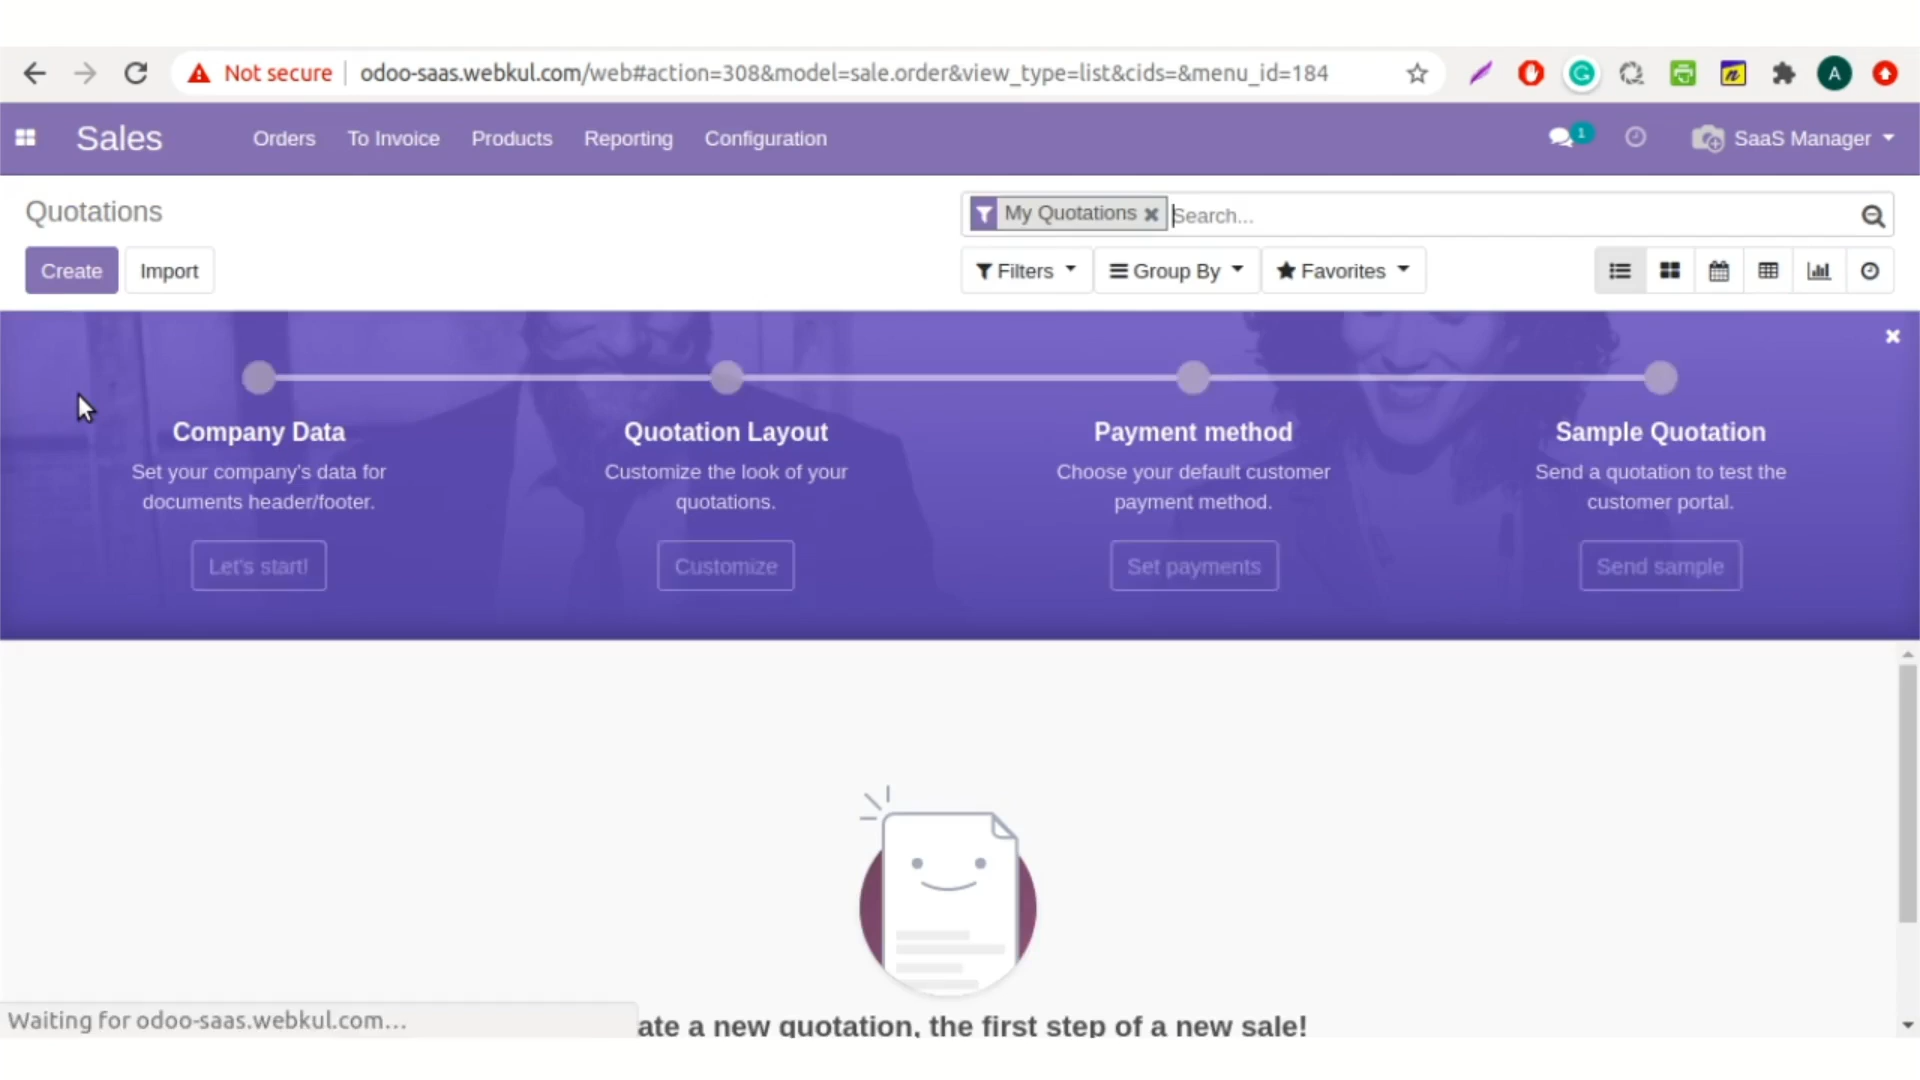 Not secure odoo-saas.webkul.com/web#action=308&model=sale.order&view_type=list&cids=&menu_id=184
A
Sales Orders To Invoice Products Reporting Configuration 1 SaaS Manager
Quotations My Quotations Search...
Create Import Filters Group By Favorites
Company Data Quotation Layout Payment method Sample Quotation
Set your company's data for Customize the look of your Choose your default customer Send a quotation to test the
documents header/footer. quotations. payment method. customer portal.
Let's start! Customize Set payments Send sample
Waiting for odoo-saas.webkul.com...
ate a new quotation, the first step of a new sale!